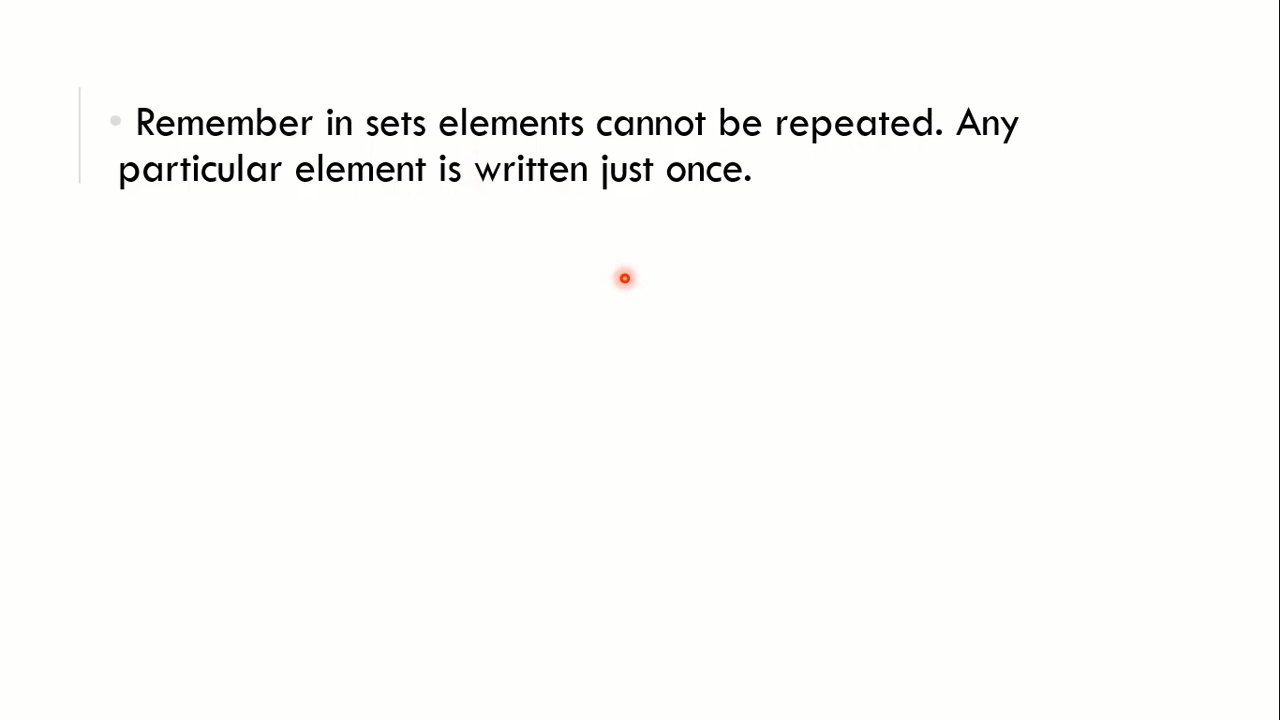 • Remember in sets elements cannot be repeated. Any
particular element is written just once.